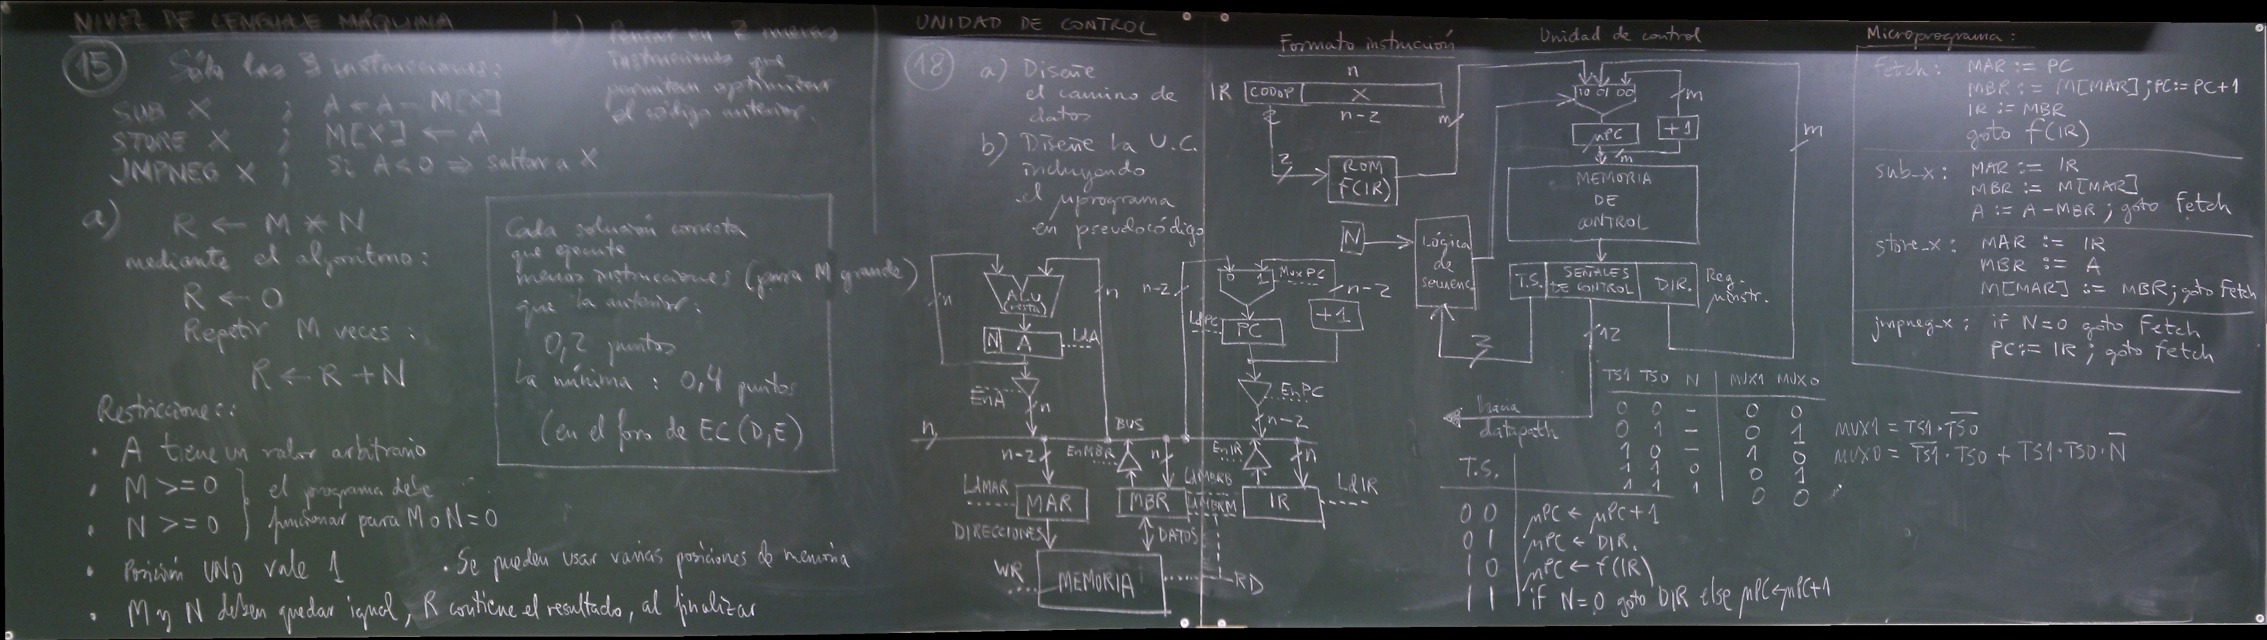 NIVEL DE LENGUAJE MÁQUINA
15
Sólo las 3 instrucciones:
SUB X ; A ← A - M[X]
STORE X ; M[X] ← A
JMPNEG X ; Si A<0 ⇒ saltar a X
a) R ← M * N
mediante el algoritmo:
R ← 0
Repetir M veces:
R ← R + N
Restricciones:
• A tiene un valor arbitrario
• M >= 0
• N >= 0
el programa debe
funcionar para M o N = 0
• Posición UNO vale 1
• Se pueden usar varias posiciones de memoria
• M y N deben quedar igual, R contiene el resultado, al finalizar
b) Pensar en 2 nuevas
instrucciones que
permitan optimizar
el código anterior.
Cada solución correcta
que ejecute
menos instrucciones (para M grande)
que la anterior:
0,2 puntos
La mínima: 0,4 puntos
(en el foro de EC (D,E)
UNIDAD DE CONTROL
18
a) Diseñe
el camino de
datos
b) Diseñe la U.C.
incluyendo
el μprograma
en pseudocódigo
n
ALU
(resta)
n
N A
LdA
EnA
n
n-2
0 1
MuxPC
n-2
+1
LdPC
PC
EnPC
n-2
n
BUS
n-2
EnMBR
n
EnIR
n
LdMAR
MAR
MBR
LdMBRB
LdMBRM
IR
LdIR
DIRECCIONES
DATOS
WR
MEMORIA
RD
Formato instrucción
n
IR CODOP X
2
n-2
2
ROM
f(IR)
m
Unidad de control
10 01 00
m
μPC
+1
m
m
MEMORIA
DE
CONTROL
N
Lógica
de
secuenc.
T.S. SEÑALES DE CONTROL DIR.
Reg.
μinstr.
12
hacia
datapath
TS1 TS0 N MUX1 MUX0
0 0 - 0 0
0 1 - 0 1
1 0 - 1 0
1 1 0 0 1
1 1 1 0 0
MUX1 = TS1·T̅S̅0̅
MUX0 = T̅S̅1̅·TS0 + TS1·TS0·N̅
T.S.
0 0 μPC ← μPC+1
0 1 μPC ← DIR.
1 0 μPC ← f(IR)
1 1 if N=0 goto DIR else μPC←μPC+1
Microprograma:
fetch: MAR := PC
MBR := M[MAR]; PC:=PC+1
IR := MBR
goto f(IR)
sub_x: MAR := IR
MBR := M[MAR]
A := A-MBR; goto fetch
store_x: MAR := IR
MBR := A
M[MAR] := MBR; goto fetch
jmpneg_x: if N=0 goto fetch
PC:= IR; goto fetch